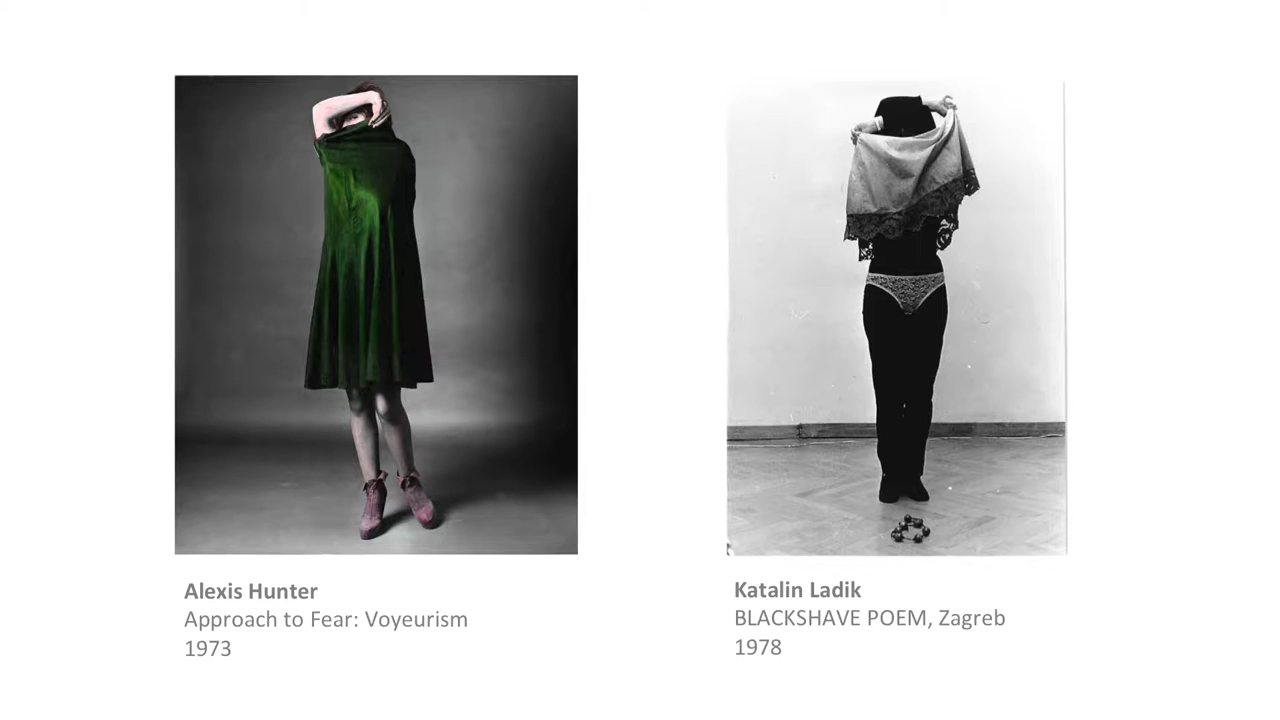 Alexis Hunter
Approach to Fear: Voyeurism
1973
Katalin Ladik
BLACKSHAVE POEM, Zagreb
1978